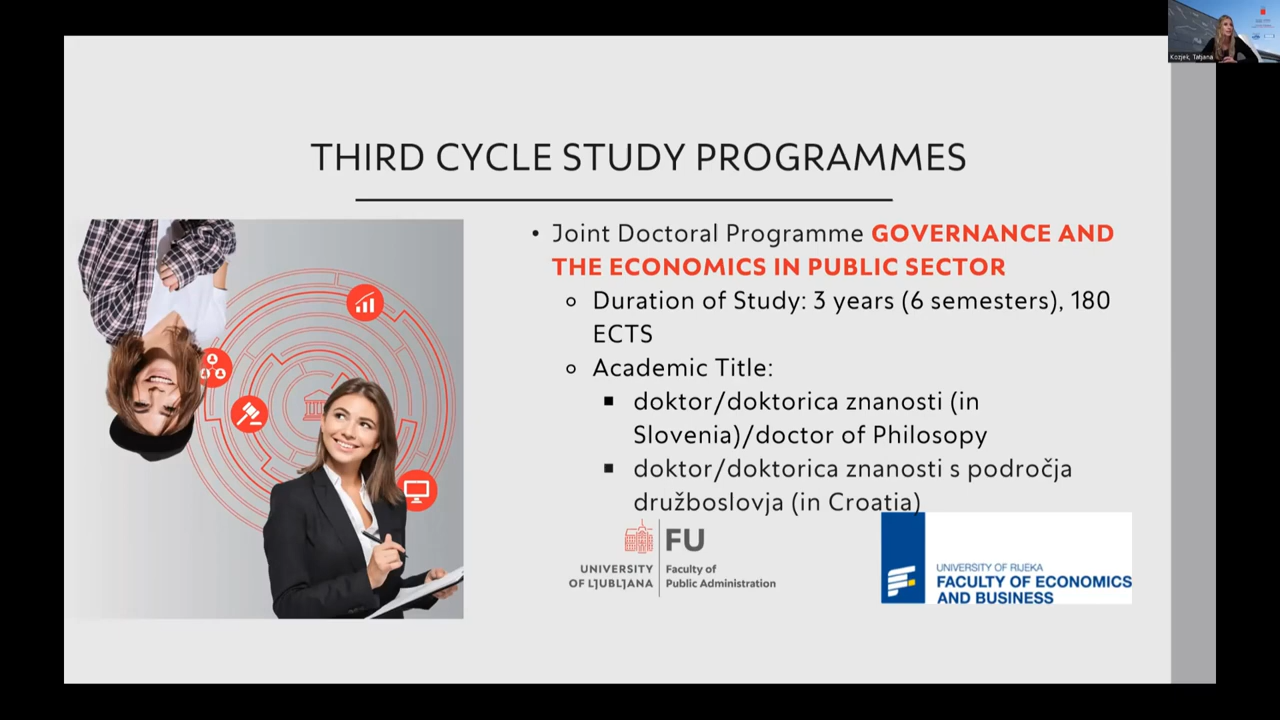 Kozjek, Tatjana
THIRD CYCLE STUDY PROGRAMMES
• Joint Doctoral Programme GOVERNANCE AND
THE ECONOMICS IN PUBLIC SECTOR
Duration of Study: 3 years (6 semesters), 180
ECTS
Academic Title:
doktor/doktorica znanosti (in
Slovenia)/doctor of Philosopy
doktor/doktorica znanosti s področja
družboslovja (in Croatia)
UNIVERSITY
OF LJUBLJANA
FU
Faculty of
Public Administration
UNIVERSITY OF RIJEKA
FACULTY OF ECONOMICS
AND BUSINESS